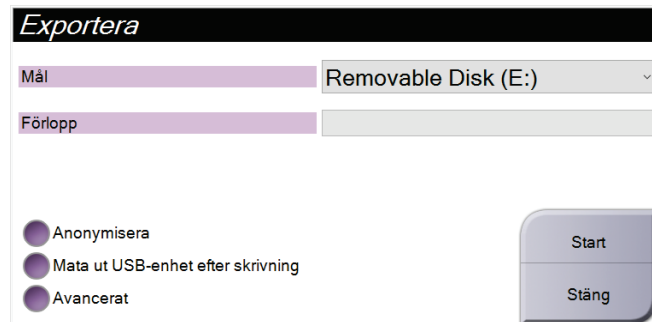 Exportera
Mål
Removable Disk (E:)
Förlopp
Anonymisera
Mata ut USB-enhet efter skrivning
Avancerat
Start
Stäng